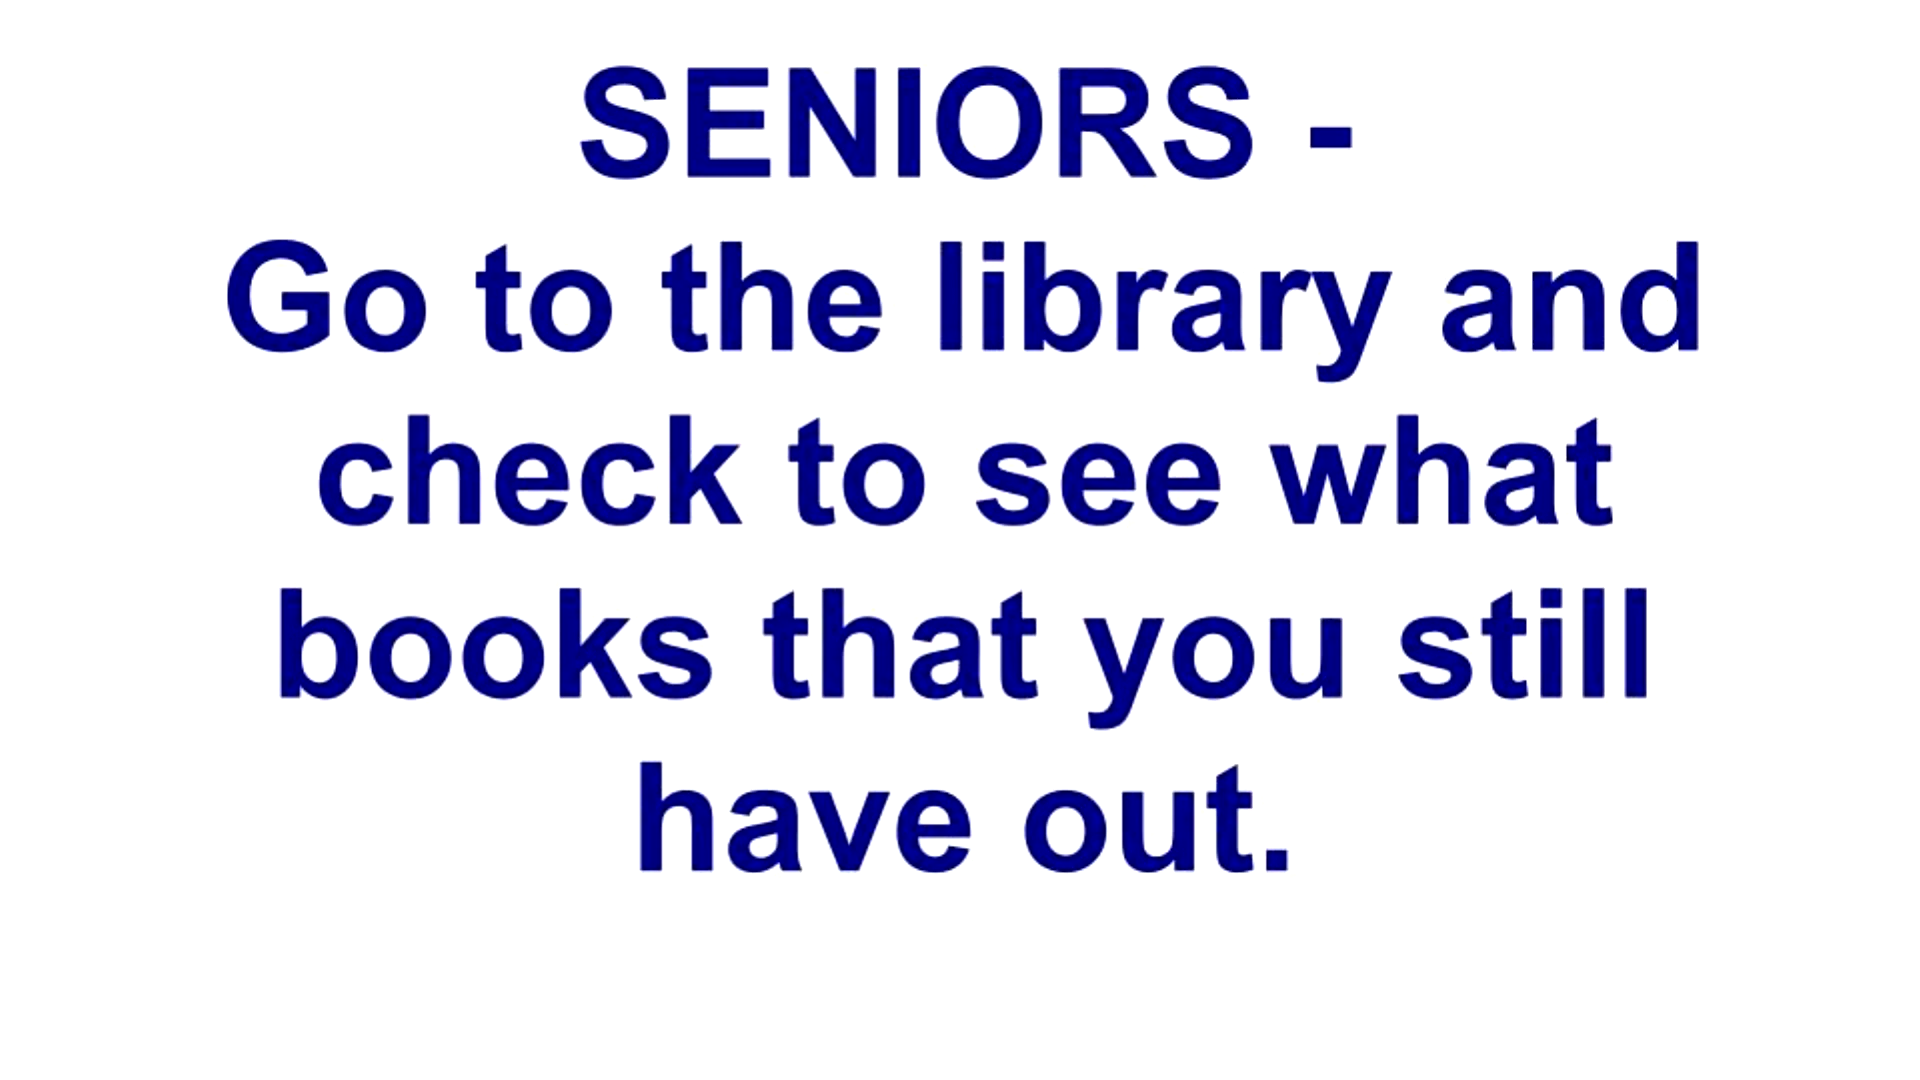 SENIORS -
Go to the library and
check to see what
books that you still
have out.